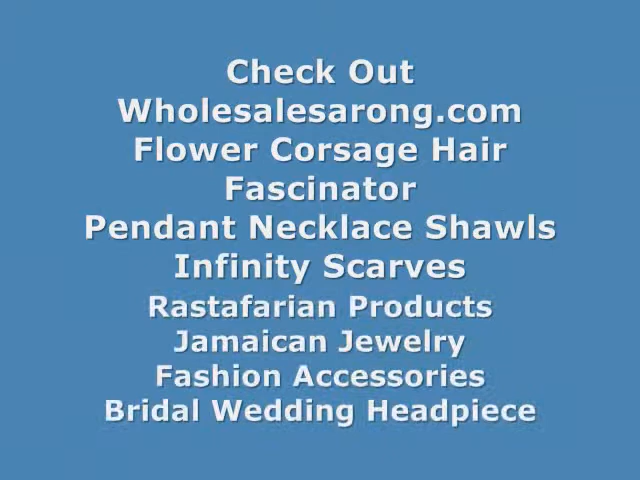 Check Out
Wholesalesarong.com
Flower Corsage Hair
Fascinator
Pendant Necklace Shawls
Infinity Scarves
Rastafarian Products
Jamaican Jewelry
Fashion Accessories
Bridal Wedding Headpiece